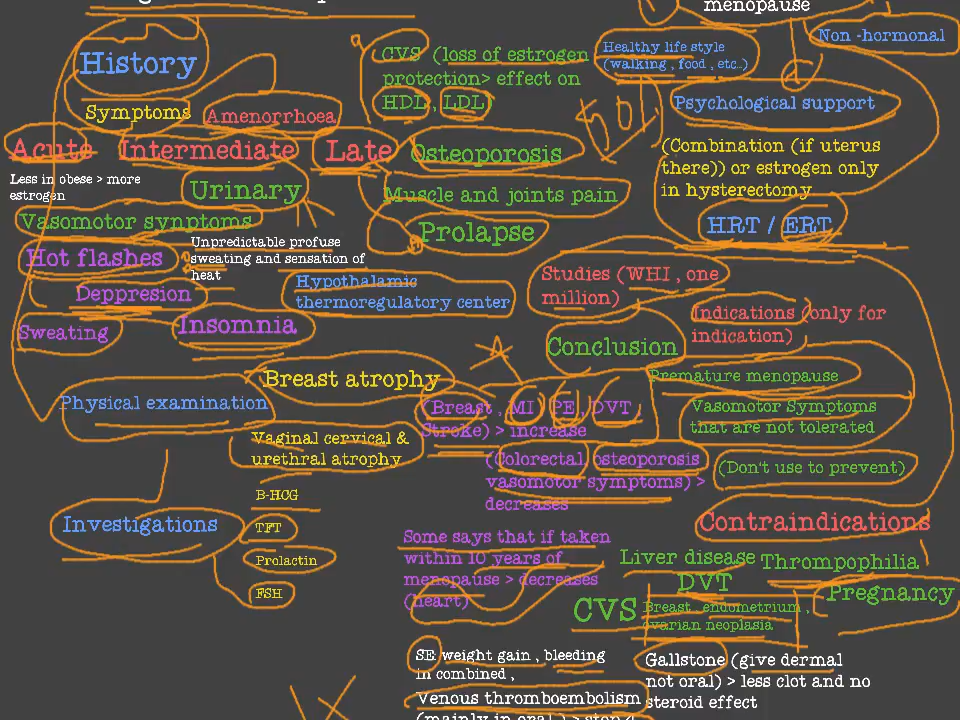 menopause
History
Symptoms
Amenorrhoea
Acute
Intermediate
Late
Less in obese > more
estrogen
Urinary
Vasomotor symptoms
Hot flashes
Unpredictable profuse
sweating and sensation of
heat
Deppresion
Hypothalamic
thermoregulatory center
Sweating
Insomnia
CVS (loss of estrogen
protection> effect on
HDL , LDL)
Osteoporosis
Muscle and joints pain
Prolapse
Healthy life style
(walking , food , etc..)
Non -hormonal
Psychological support
(Combination (if uterus
there)) or estrogen only
in hysterectomy
HRT / ERT
Studies (WHI , one
million)
Indications (only for
indication)
Conclusion
Premature menopause
Vasomotor Symptoms
that are not tolerated
(Don't use to prevent)
Breast atrophy
Physical examination
Vaginal cervical &
urethral atrophy
(Breast , MI , PE , DVT ,
Stroke) > increase
(Colorectal, osteoporosis
vasomotor symptoms) >
decreases
B-HCG
Investigations
TFT
Prolactin
FSH
Some says that if taken
within 10 years of
menopause > decreases
(heart)
Contraindications
Liver disease
Thrompophilia
DVT
Pregnancy
CVS
Breast , endometrium ,
ovarian neoplasia
SE: weight gain , bleeding
in combined ,
Venous thromboembolism
Gallstone (give dermal
not oral) > less clot and no
steroid effect